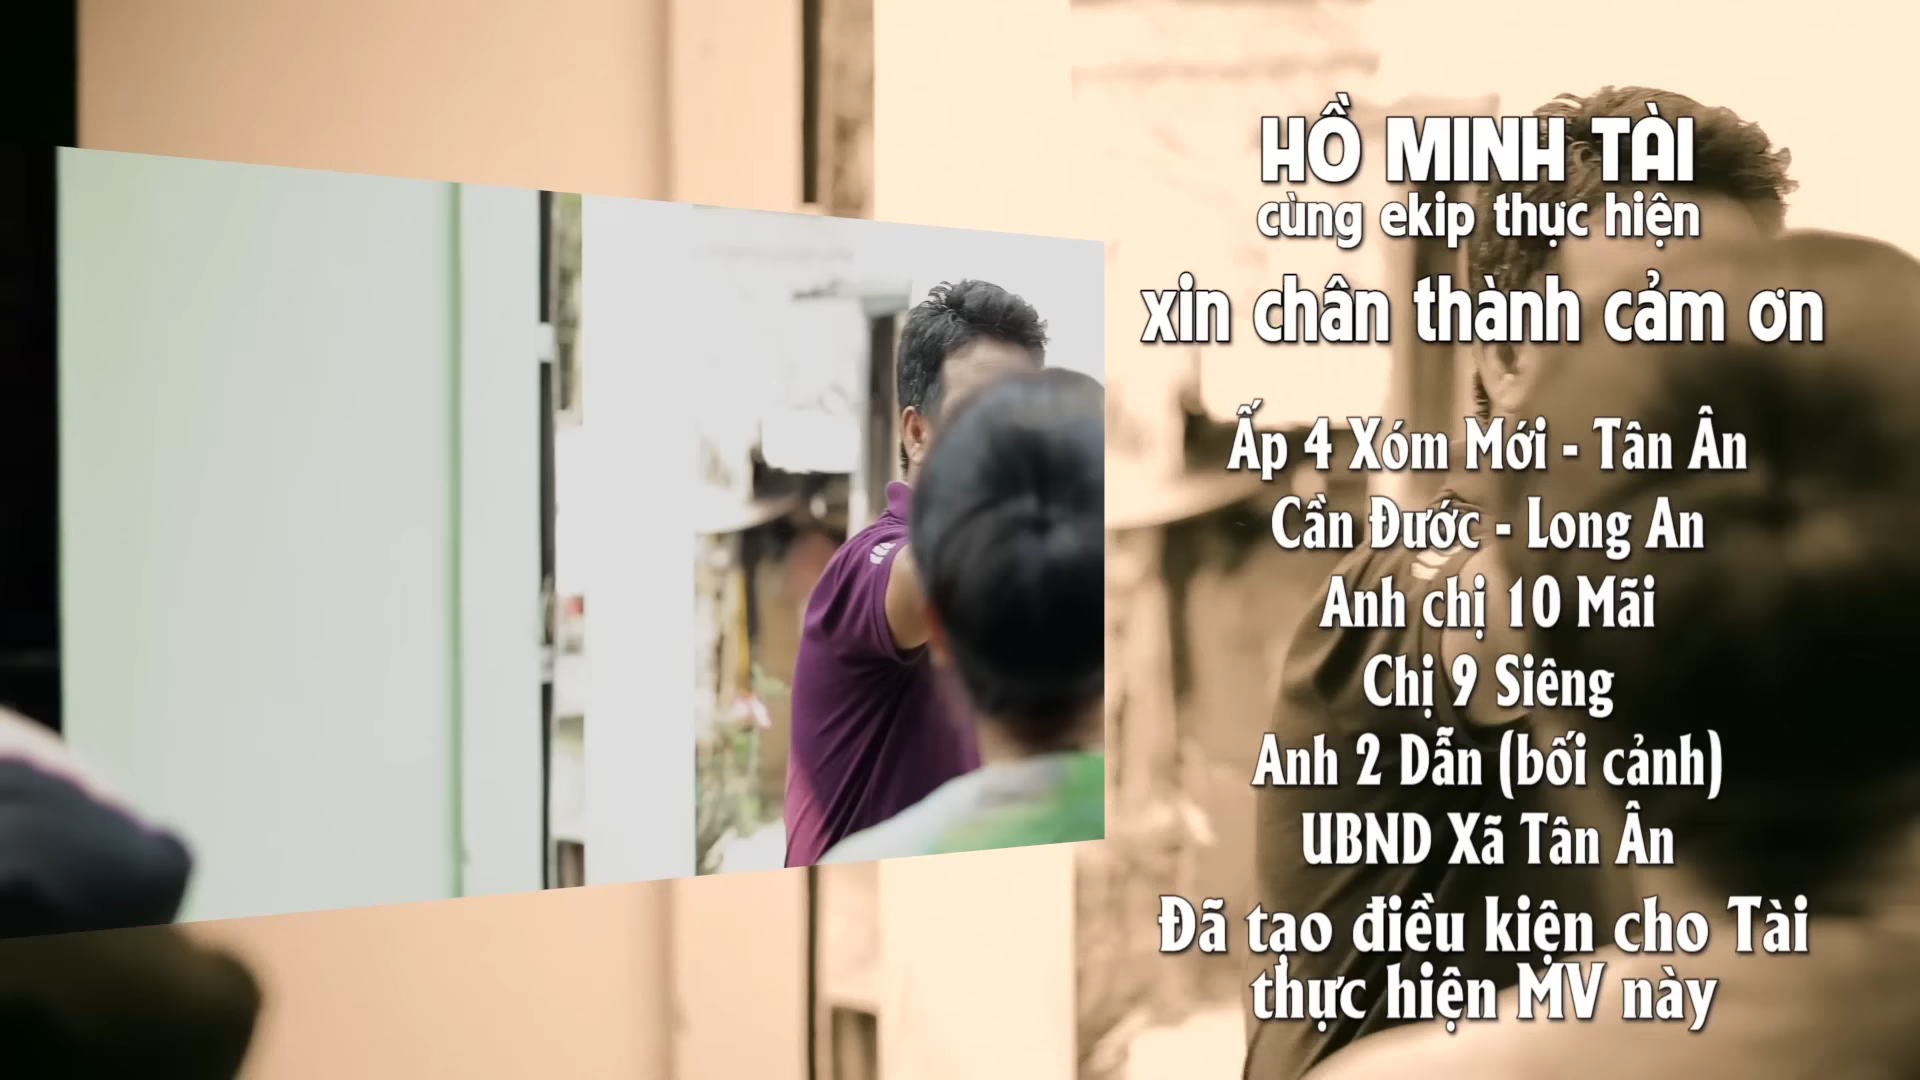 HỒ MINH TÀI
cùng ekip thực hiện
xin chân thành cảm ơn
Ấp 4 Xóm Mới - Tân Ân
Cần Đước - Long An
Anh chị 10 Mãi
Chị 9 Siêng
Anh 2 Dẫn (bối cảnh)
UBND Xã Tân Ân
Đã tạo điều kiện cho Tài
thực hiện MV này